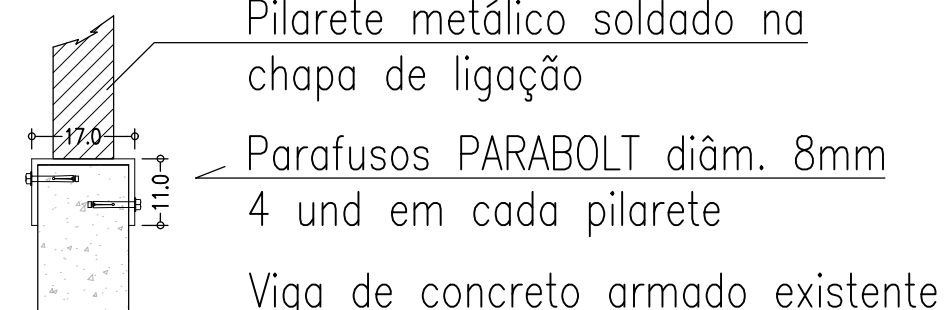 Pilarete metálico soldado na
chapa de ligação
17.0
Parafusos PARABOLT diâm. 8mm
11.0
4 und em cada pilarete
Viga de concreto armado existente